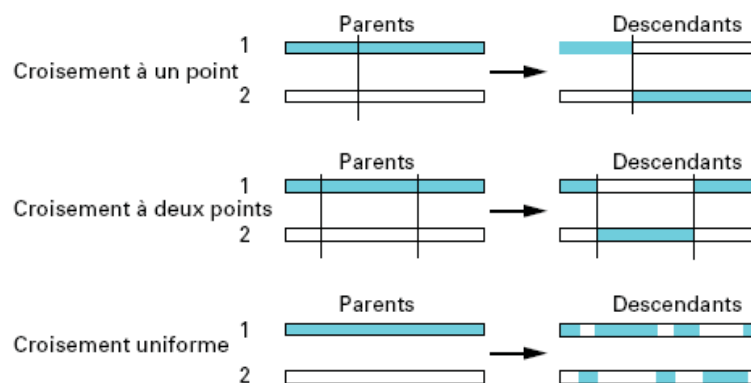 Parents Descendants
1
Croisement à un point
2
Parents Descendants
1
Croisement à deux points
2
Parents Descendants
1
Croisement uniforme
2